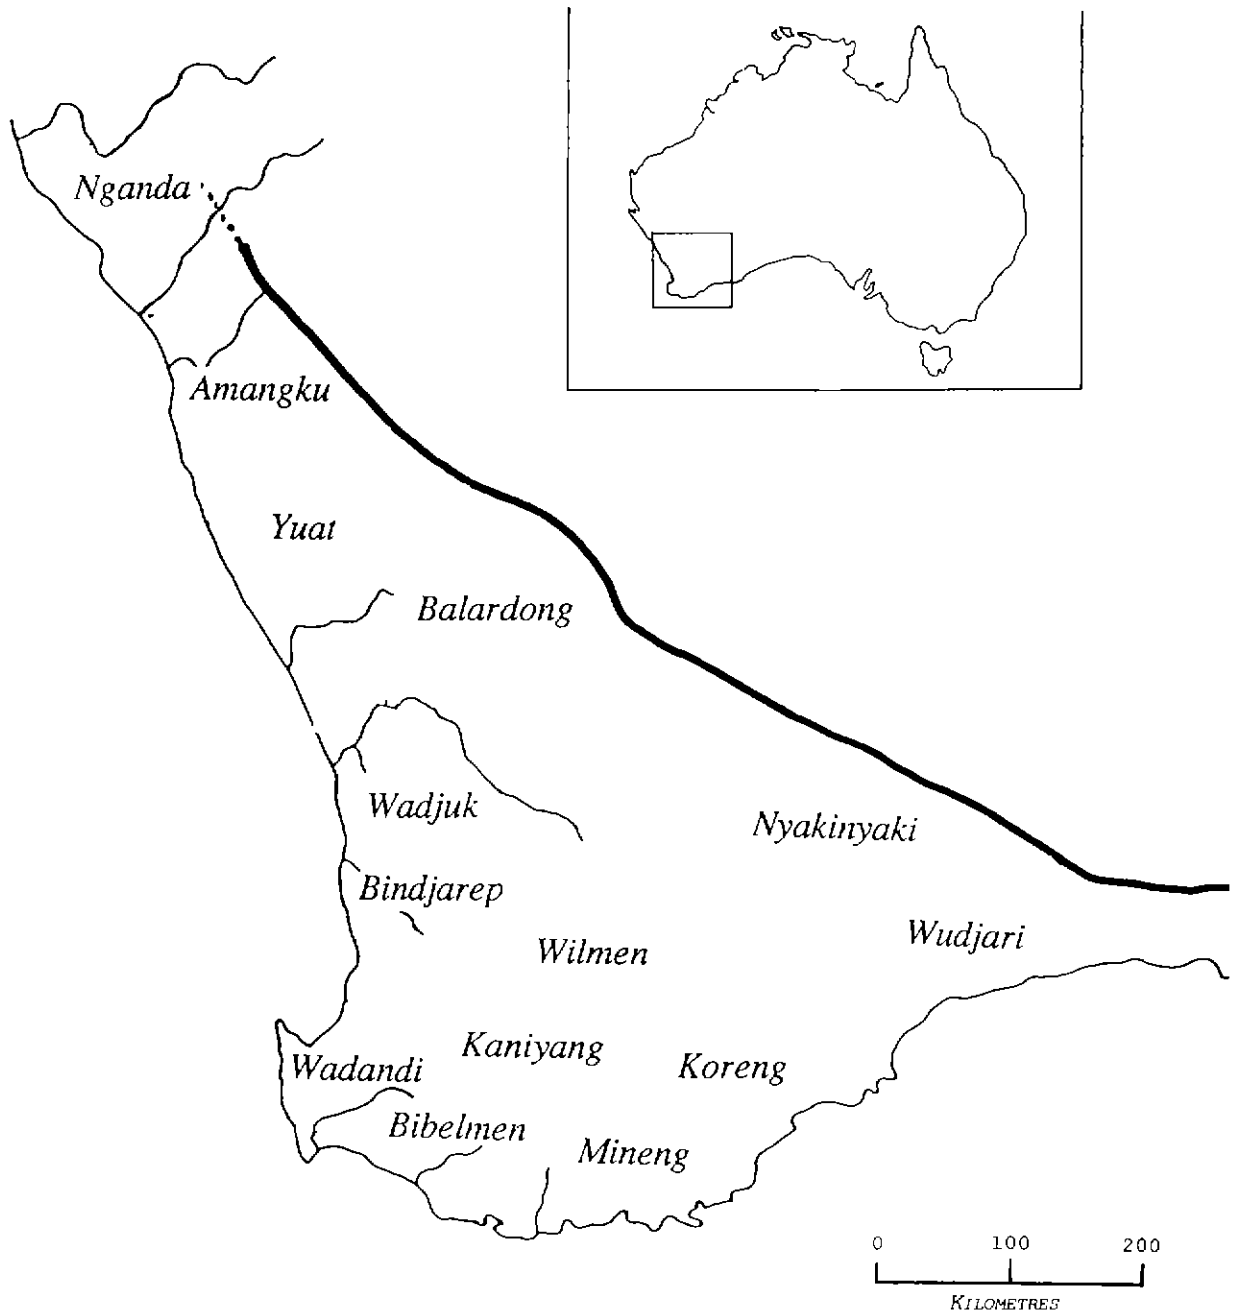 Nganda
Amangku
Yuat
Balardong
Wadjuk
Nyakinyaki
Bindjarep
Wudjari
Wilmen
Kaniyang
Koreng
Wadandi
Bibelmen
Mineng
0 100 200
KILOMETRES